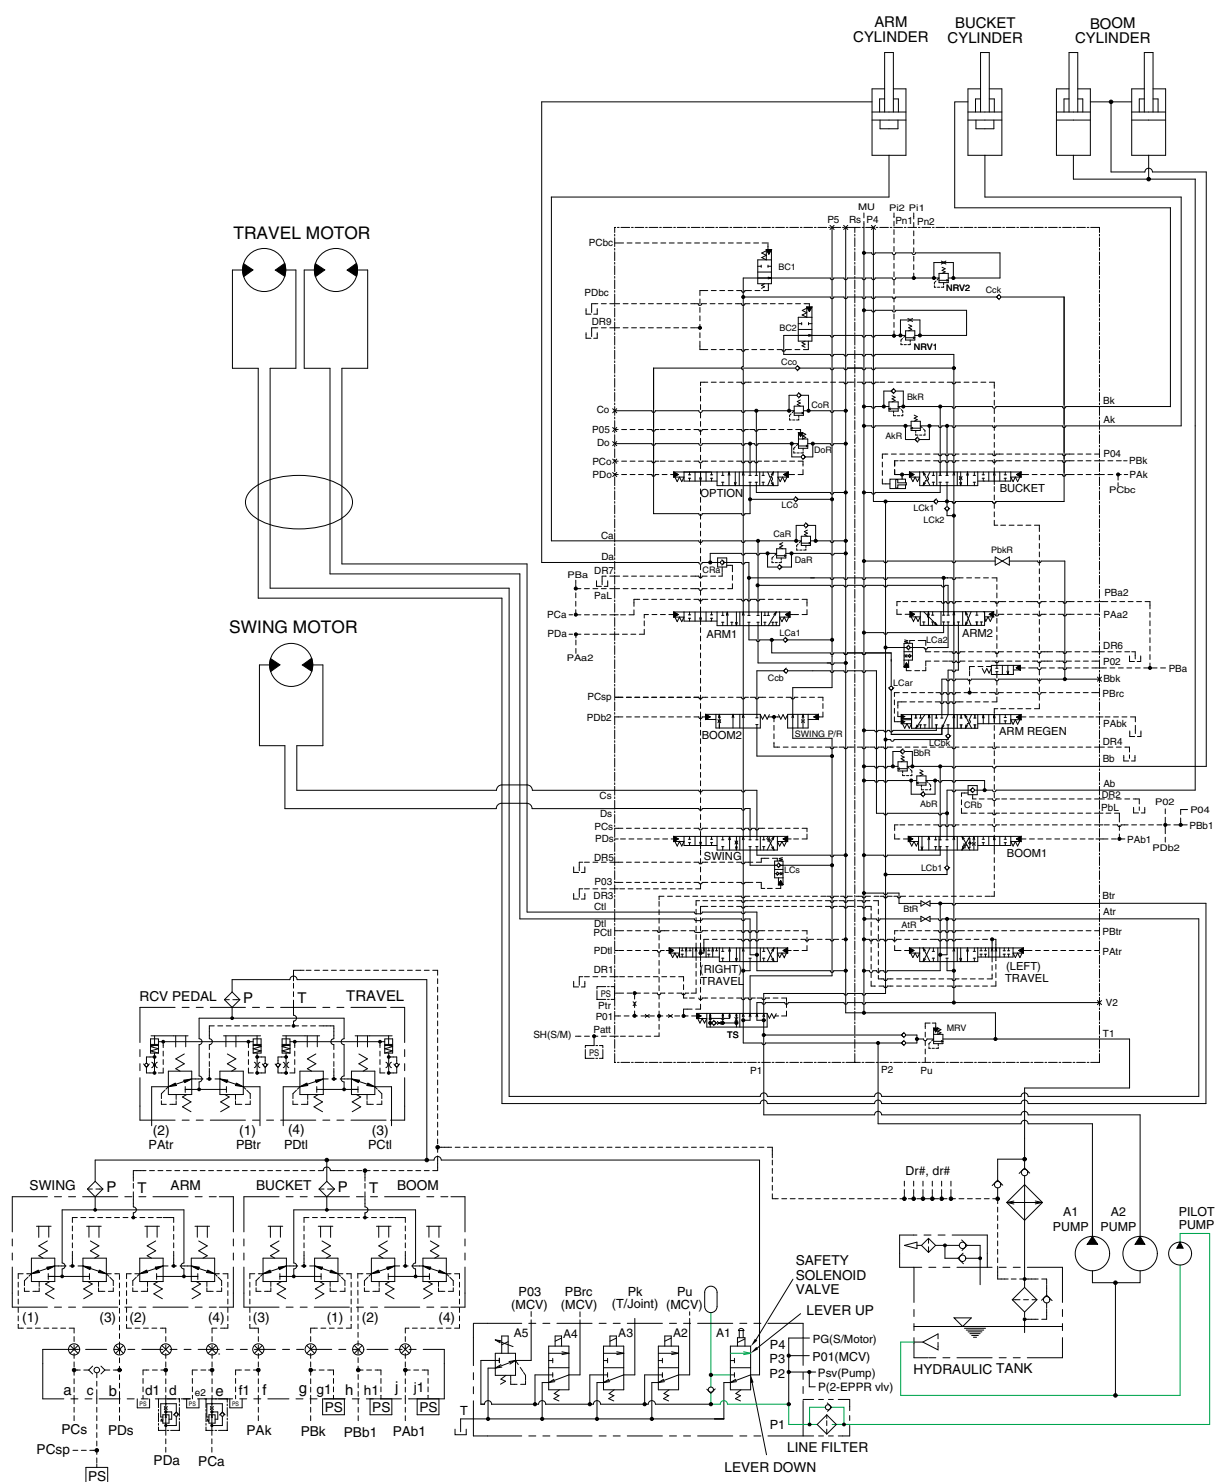 ARM
CYLINDER
BUCKET
CYLINDER
BOOM
CYLINDER
TRAVEL MOTOR
SWING MOTOR
MU
Pi2 Pi1
P5 Rs P4 Pn1 Pn2
PCbc
BC1
NRV2
Cck
PDbc
DR9
BC2
NRV1
Cco
Co
CoR
BkR
Bk
P05
AkR
Ak
Do
DoR
PCo
P04
PBk
PDo
PAk
OPTION
BUCKET
PCbc
LCo
LCk1
LCk2
Ca
CaR
Da
DaR
PbkR
DR7
CRa
PBa
PaL
PBa2
PCa
PAa2
ARM1
ARM2
PDa
LCa1
LCa2
DR6
PAa2
P02
PBa
Ccb
LCar
Bbk
PCsp
PBrc
PDb2
PAbk
BOOM2
SWING P/R
ARM REGEN
LCbk
DR4
BbR
Bb
AbR
CRb
Ab
Cs
DR2
Ds
PbL
P02
P04
PCs
PBb1
PDs
PAb1
SWING
BOOM1
PDb2
DR5
LCs
LCb1
P03
DR3
Btr
Ctl
BtR
Atr
Dtl
AtR
PCtl
PBtr
PDtl
PAtr
(RIGHT)
TRAVEL
(LEFT)
TRAVEL
DR1
PS
Ptr
V2
P01
Patt
TS
MRV
T1
SH(S/M)
PS
P1
P2
Pu
RCV PEDAL
P
T
TRAVEL
(2)
PAtr
(1)
PBtr
(4)
PDtl
(3)
PCtl
SWING
P
T
ARM
BUCKET
P
T
BOOM
(1)
(3)
(2)
(4)
(3)
(1)
(2)
(4)
a
c
b
d1
d
e2
e
f1
f
g
g1
h
h1
j
j1
PS
PS
PS
PS
PS
PS
PCs
PDs
PAk
PBk
PBb1
PAb1
PCsp
PDa
PCa
PS
Dr#, dr#
A1
PUMP
A2
PUMP
PILOT
PUMP
HYDRAULIC TANK
P03
(MCV)
PBrc
(MCV)
Pk
(T/Joint)
Pu
(MCV)
SAFETY
SOLENOID
VALVE
LEVER UP
A5
A4
A3
A2
A1
P4
PG(S/Motor)
P3
P01(MCV)
P2
Psv(Pump)
P(2-EPPR vlv)
T
P1
LINE FILTER
LEVER DOWN